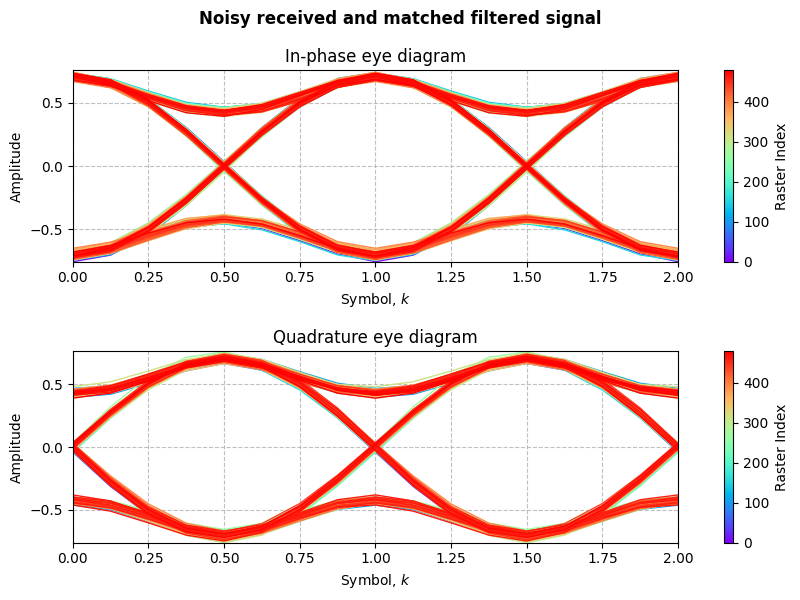 Noisy received and matched filtered signal
In-phase eye diagram
Amplitude
0.5
0.0
−0.5
0.00 0.25 0.50 0.75 1.00 1.25 1.50 1.75 2.00
Symbol, k
400
300
200
100
0
Raster Index
Quadrature eye diagram
Amplitude
0.5
0.0
−0.5
0.00 0.25 0.50 0.75 1.00 1.25 1.50 1.75 2.00
Symbol, k
400
300
200
100
0
Raster Index